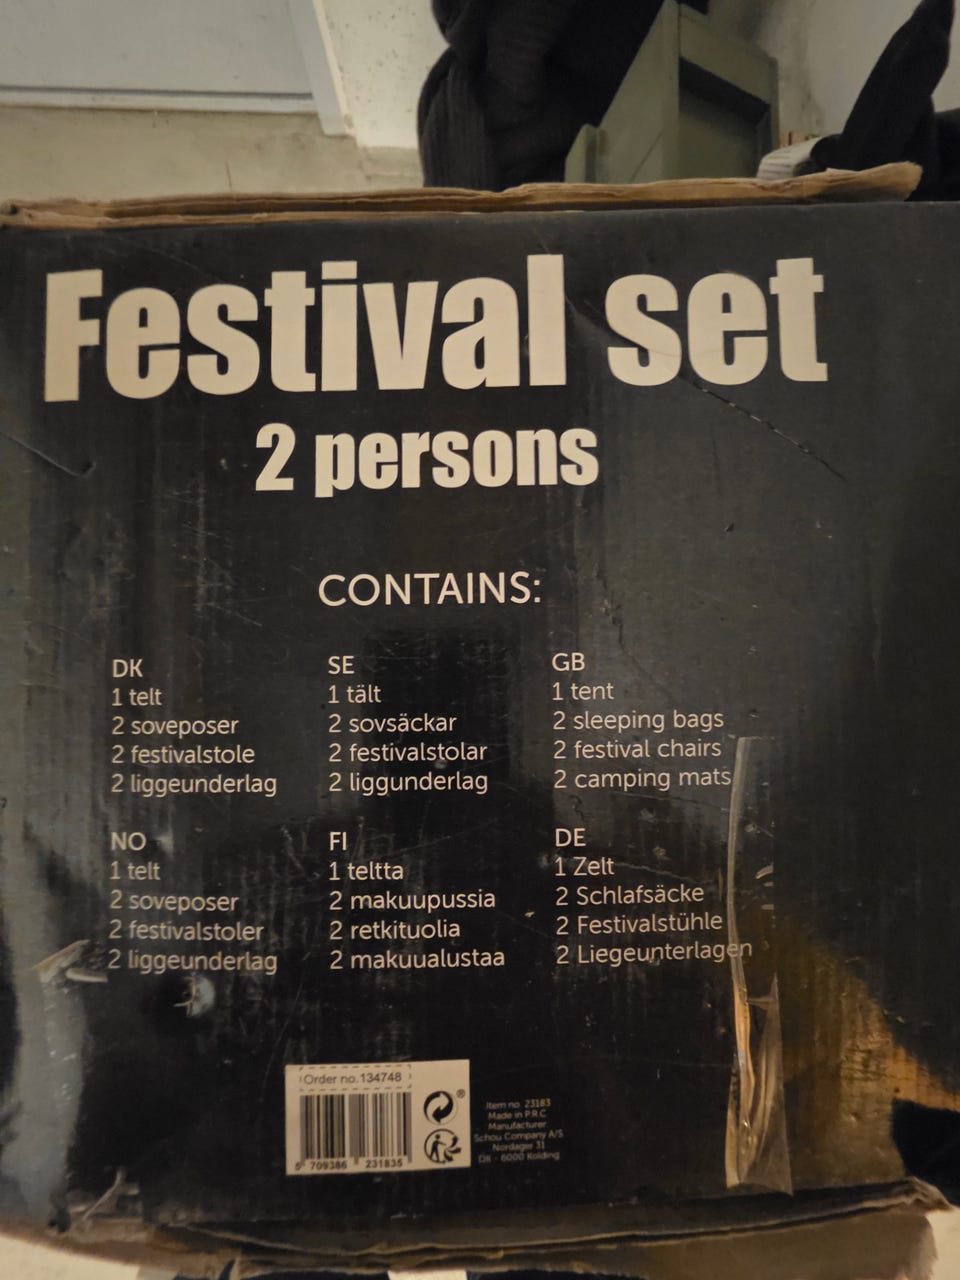 Festival set
2 persons
CONTAINS:
DK
1 telt
2 soveposer
2 festivalstole
2 liggeunderlag
SE
1 tält
2 sovsäckar
2 festivalstolar
2 liggunderlag
GB
1 tent
2 sleeping bags
2 festival chairs
2 camping mats
NO
1 telt
2 soveposer
2 festivalstoler
2 liggeunderlag
FI
1 teltta
2 makuupussia
2 retkituolia
2 makuualustaa
DE
1 Zelt
2 Schlafsäcke
2 Festivalstühle
2 Liegeunterlagen
Order no.134748
5 709386 231835
®
Item no. 23183
Made in P.R.C
Manufacturer
Schou Company A/S
Nordager 31
DK - 6000 Kolding